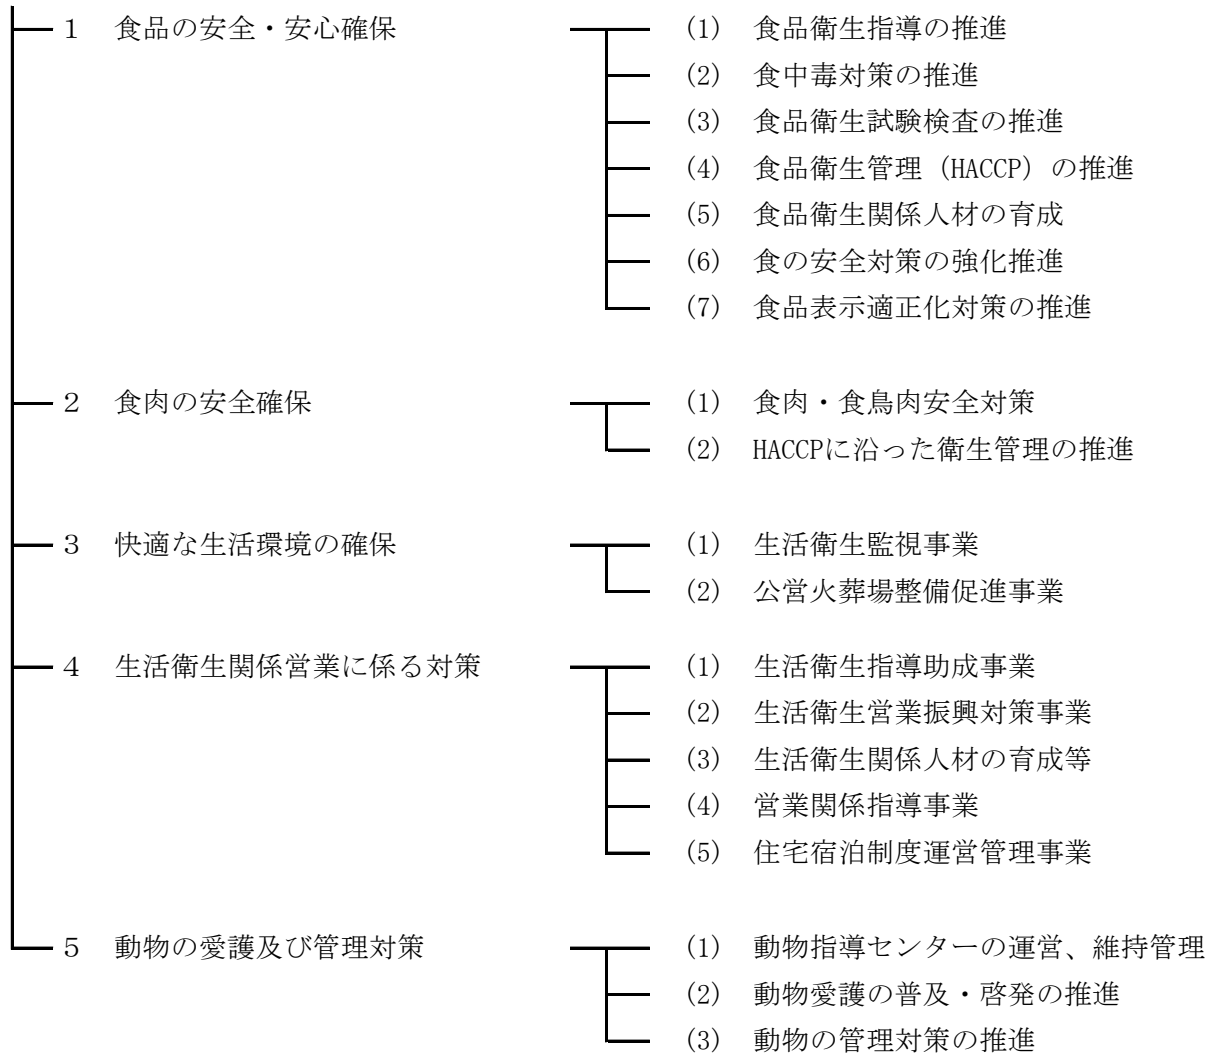 1 食品の安全・安心確保 (1) 食品衛生指導の推進
(2) 食中毒対策の推進
(3) 食品衛生試験検査の推進
(4) 食品衛生管理（HACCP）の推進
(5) 食品衛生関係人材の育成
(6) 食の安全対策の強化推進
(7) 食品表示適正化対策の推進
2 食肉の安全確保 (1) 食肉・食鳥肉安全対策
(2) HACCPに沿った衛生管理の推進
3 快適な生活環境の確保 (1) 生活衛生監視事業
(2) 公営火葬場整備促進事業
4 生活衛生関係営業に係る対策 (1) 生活衛生指導助成事業
(2) 生活衛生営業振興対策事業
(3) 生活衛生関係人材の育成等
(4) 営業関係指導事業
(5) 住宅宿泊制度運営管理事業
5 動物の愛護及び管理対策 (1) 動物指導センターの運営、維持管理
(2) 動物愛護の普及・啓発の推進
(3) 動物の管理対策の推進